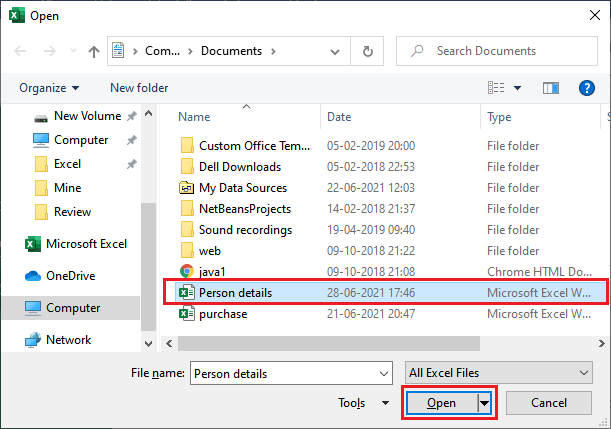 Open
Com... > Documents >
Search Documents
Organize
New folder
?
New Volume
Computer
Excel
Mine
Review
Microsoft Excel
OneDrive
Computer
Network
Name Date Type
Custom Office Tem... 05-02-2019 20:00 File folder
Dell Downloads 05-02-2018 22:53 File folder
My Data Sources 22-06-2021 12:03 File folder
NetBeansProjects 14-02-2018 21:37 File folder
Sound recordings 19-04-2019 09:40 File folder
web 09-10-2018 21:22 File folder
java1 09-10-2018 21:08 Chrome HTML Do...
Person details 28-06-2021 17:46 Microsoft Excel W...
purchase 21-06-2021 20:47 Microsoft Excel W...
File name: Person details All Excel Files
Tools Open Cancel